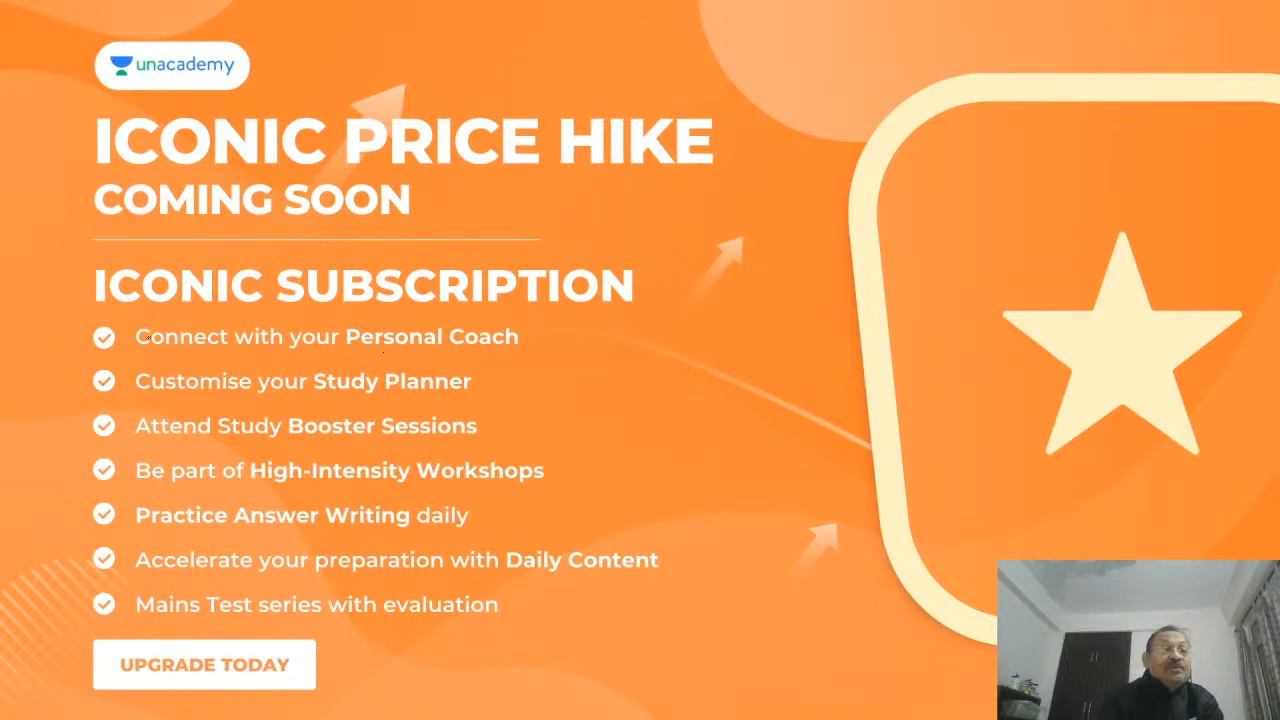 unacademy
ICONIC PRICE HIKE
COMING SOON
ICONIC SUBSCRIPTION
Connect with your Personal Coach
Customise your Study Planner
Attend Study Booster Sessions
Be part of High-Intensity Workshops
Practice Answer Writing daily
Accelerate your preparation with Daily Content
Mains Test series with evaluation
UPGRADE TODAY